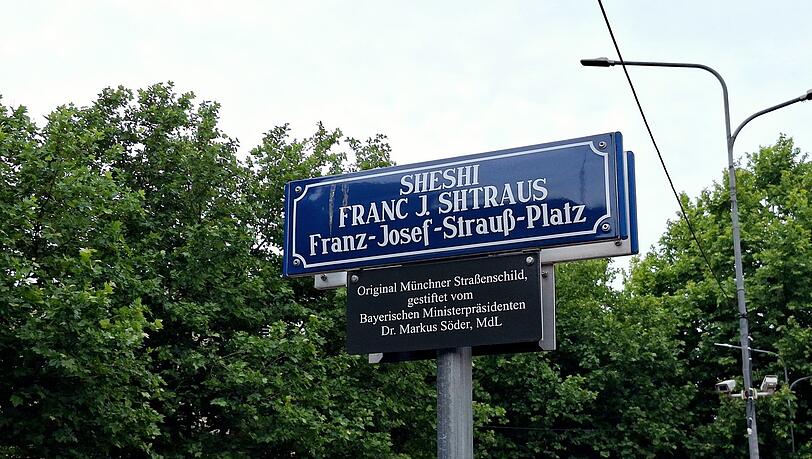 SHESHI
FRANC J. SHTRAUS
Franz-Josef-Strauß-Platz
Original Münchner Straßenschild,
gestiftet vom
Bayerischen Ministerpräsidenten
Dr. Markus Söder, MdL